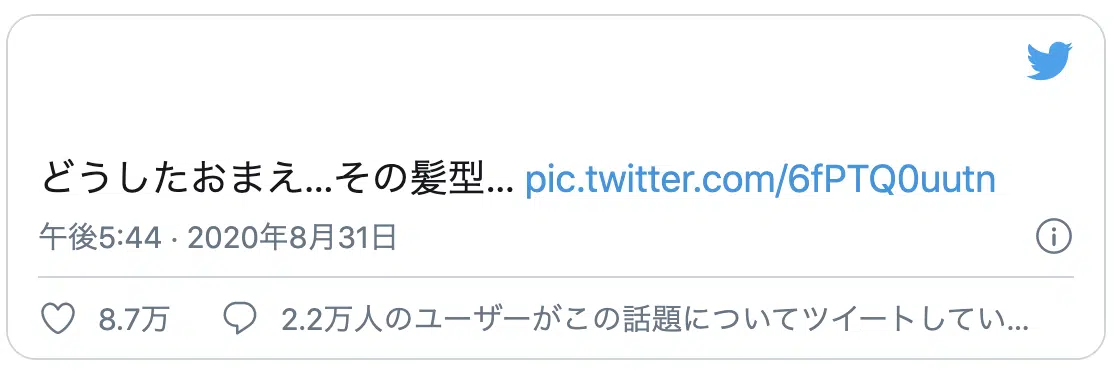 どうしたおまえ...その髪型... pic.twitter.com/6fPTQ0uutn
午後5:44 · 2020年8月31日
8.7万 2.2万人のユーザーがこの話題についてツイートしてい...